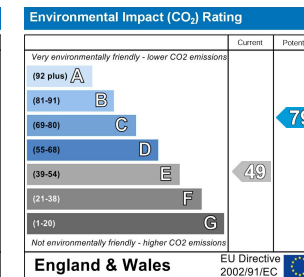 Environmental Impact (CO₂) Rating
Current
Very environmentally friendly - lower CO2 emissions
(92 plus) A
(81-91) B
(69-80) C
(55-68) D
(39-54) E
49
(21-38) F
(1-20) G
Not environmentally friendly - higher CO2 emissions
England & Wales
EU Directive
2002/91/EC